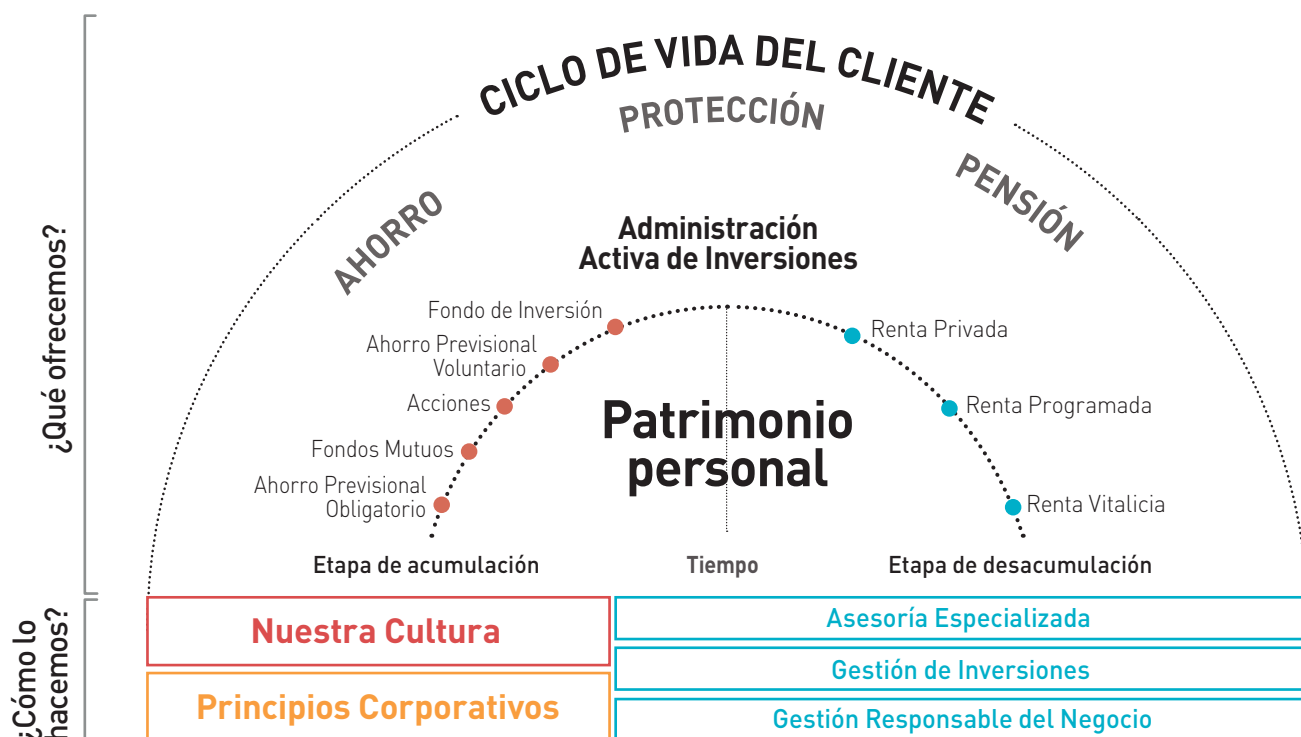 ¿Qué ofrecemos?
CICLO DE VIDA DEL CLIENTE
PROTECCIÓN
AHORRO
PENSIÓN
Administración
Activa de Inversiones
Fondo de Inversión
Ahorro Previsional
Voluntario
Acciones
Fondos Mutuos
Ahorro Previsional
Obligatorio
Patrimonio
personal
Renta Privada
Renta Programada
Renta Vitalicia
Etapa de acumulación
Tiempo
Etapa de desacumulación
¿Cómo lo
hacemos?
Nuestra Cultura
Principios Corporativos
Asesoría Especializada
Gestión de Inversiones
Gestión Responsable del Negocio